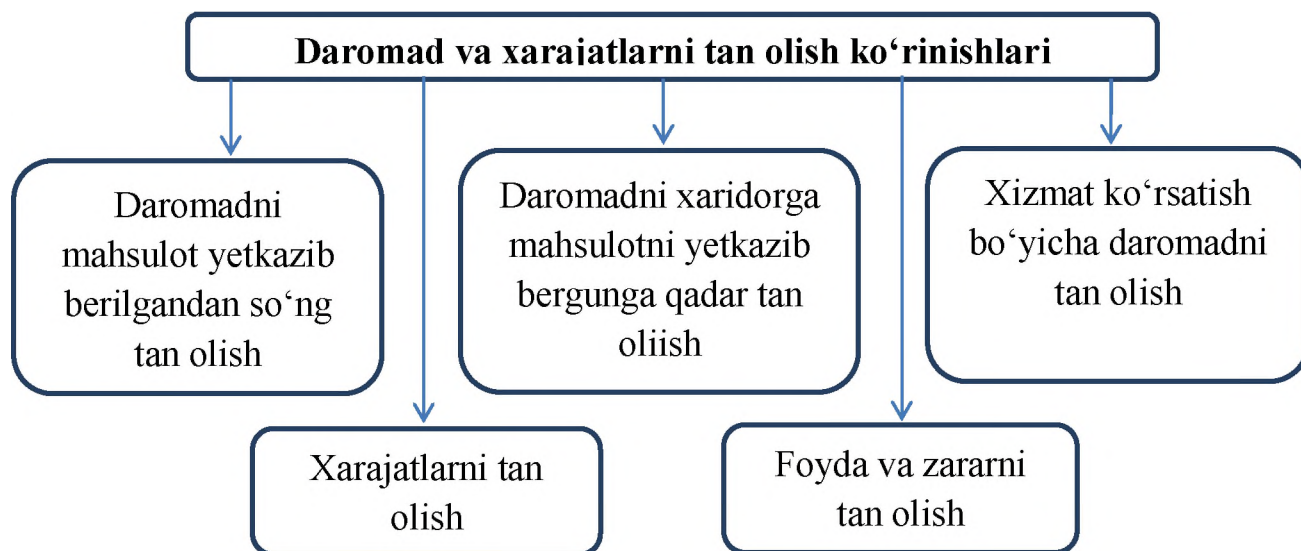 Daromad va xarajatlarni tan olish ko‘rinishlari
Daromadni
mahsulot yetkazib
berilgandan so‘ng
tan olish
Daromadni xaridorga
mahsulotni yetkazib
bergunga qadar tan
oliish
Xizmat ko‘rsatish
bo‘yicha daromadni
tan olish
Xarajatlarni tan
olish
Foyda va zararni
tan olish